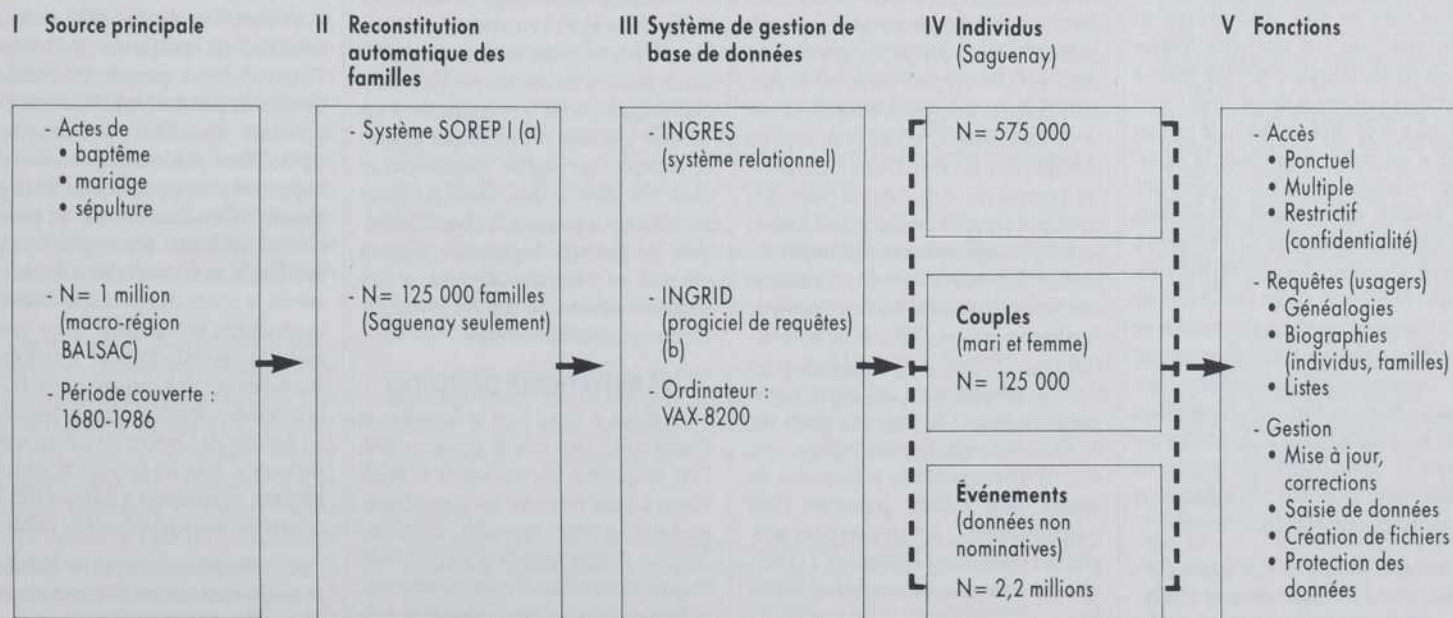 I Source principale
- Actes de
• baptême
• mariage
• sépulture
N= 1 million
(macro-région
BALSAC)
- Période couverte :
1680-1986
II Reconstitution
automatique des
familles
- Système SOREP I (a)
- N= 125 000 familles
(Saguenay seulement)
III Système de gestion de
base de données
- INGRES
(système relationnel)
- INGRID
(progiciel de requêtes)
(b)
- Ordinateur :
VAX-8200
IV Individus
(Saguenay)
N= 575 000
Couples
(mari et femme)
N= 125 000
Événements
(données non
nominatives)
N= 2,2 millions
V Fonctions
- Accès
• Ponctuel
• Multiple
• Restrictif
(confidentialité)
- Requêtes (usagers)
• Généalogies
• Biographies
(individus, familles)
• Listes
- Gestion
• Mise à jour,
corrections
• Saisie de données
• Création de fichiers
• Protection des
données